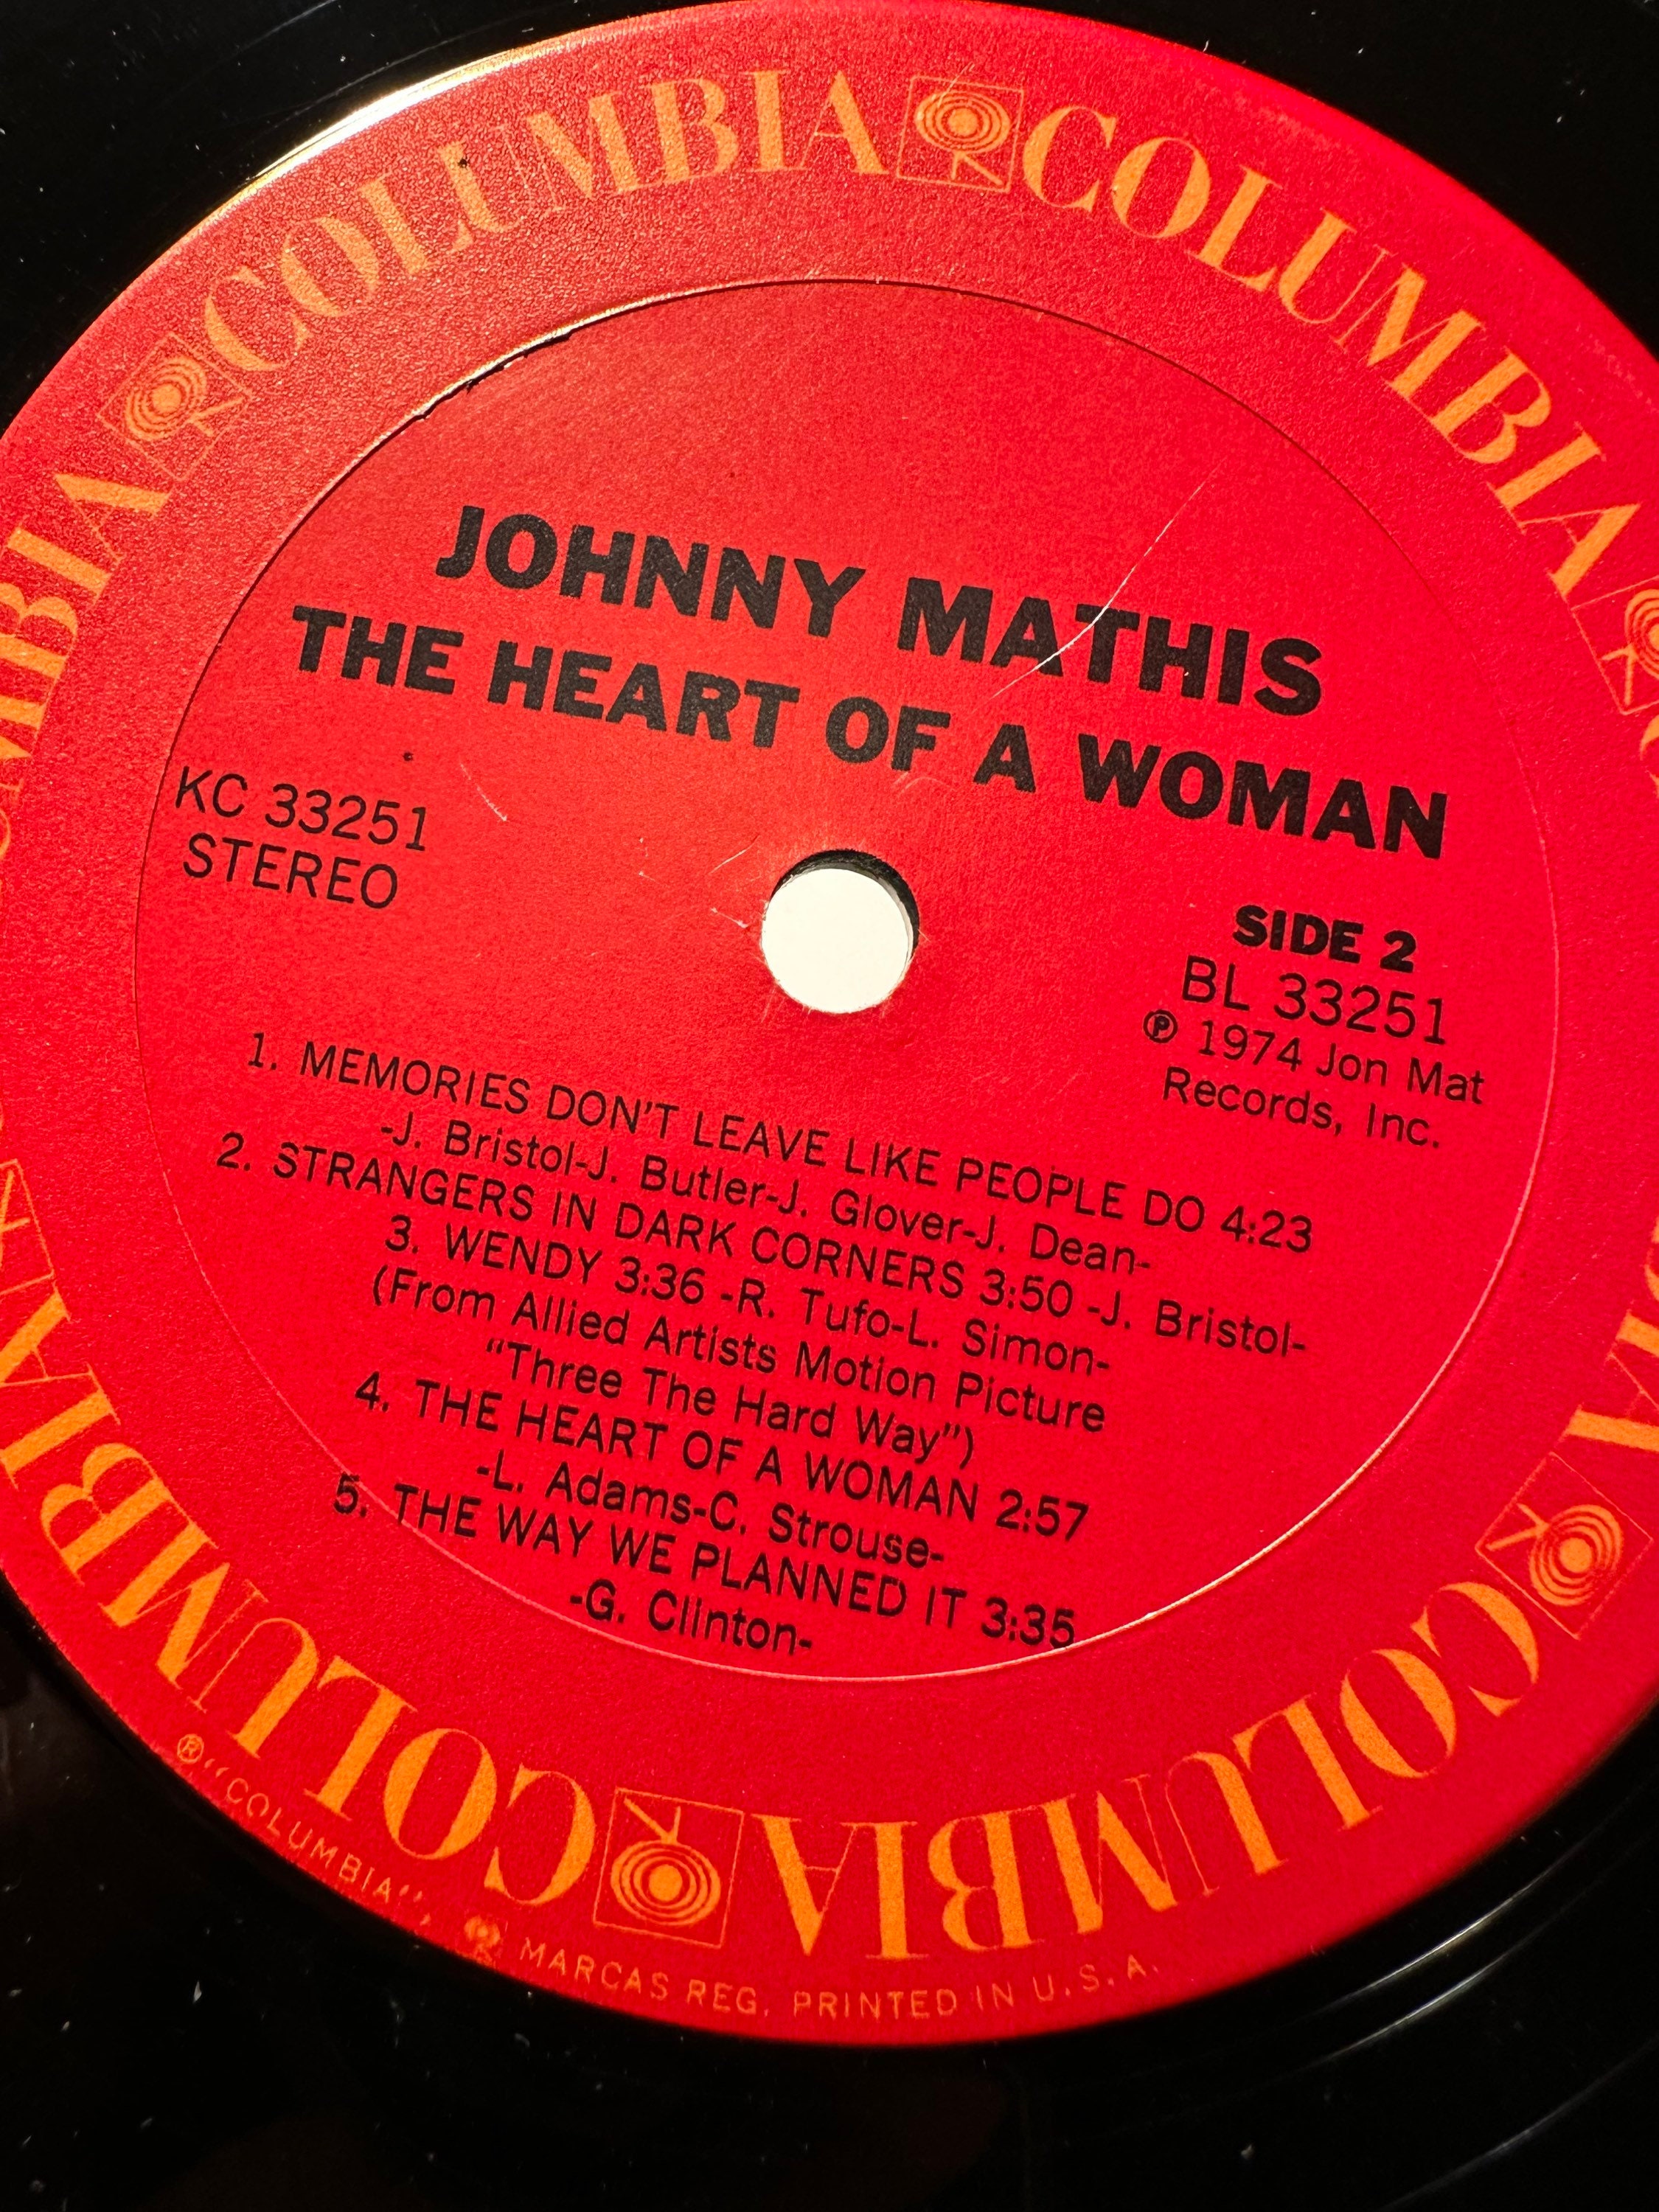 COLUMBIA COLUMBIA COLUMBIA COLUMBIA COLUMBIA
JOHNNY MATHIS
THE HEART OF A WOMAN
KC 33251
STEREO
SIDE 2
BL 33251
Ⓟ 1974 Jon Mat
Records, Inc.
1. MEMORIES DON'T LEAVE LIKE PEOPLE DO 4:23
-J. Bristol-J. Butler-J. Glover-J. Dean-
2. STRANGERS IN DARK CORNERS 3:50 -J. Bristol-
3. WENDY 3:36 -R. Tufo-L. Simon-
(From Allied Artists Motion Picture
"Three The Hard Way")
4. THE HEART OF A WOMAN 2:57
-L. Adams-C. Strouse-
5. THE WAY WE PLANNED IT 3:35
-G. Clinton-
® "COLUMBIA", MARCAS REG. PRINTED IN U.S.A.